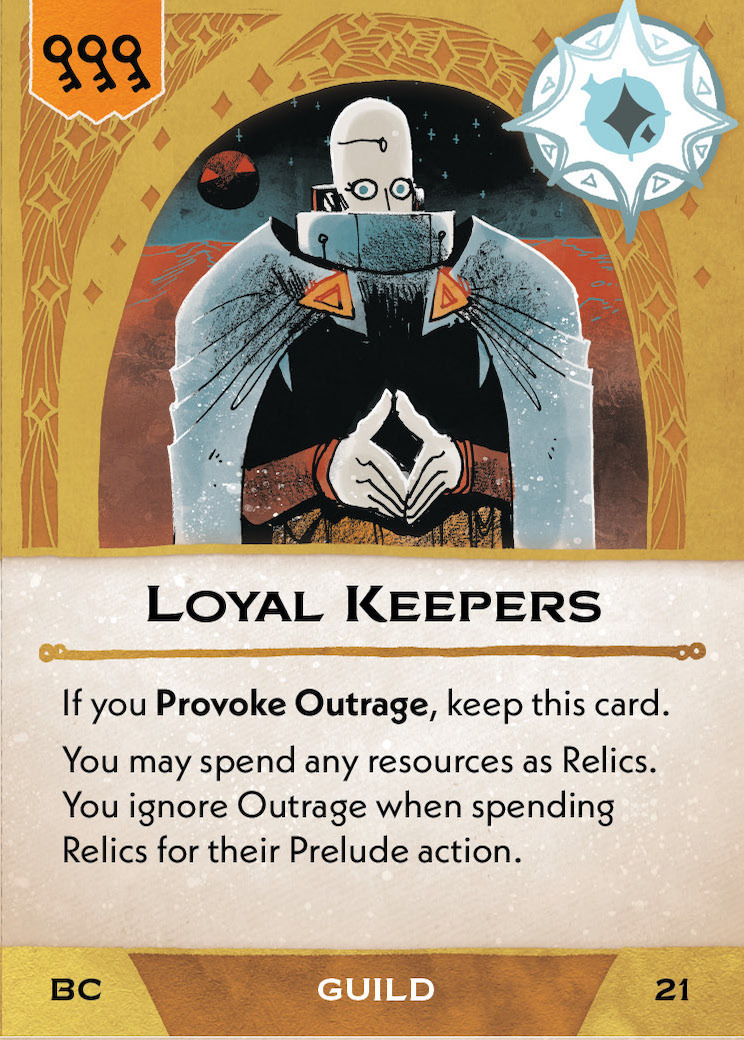 Loyal Keepers
If you Provoke Outrage, keep this card.
You may spend any resources as Relics.
You ignore Outrage when spending
Relics for their Prelude action.
BC GUILD 21